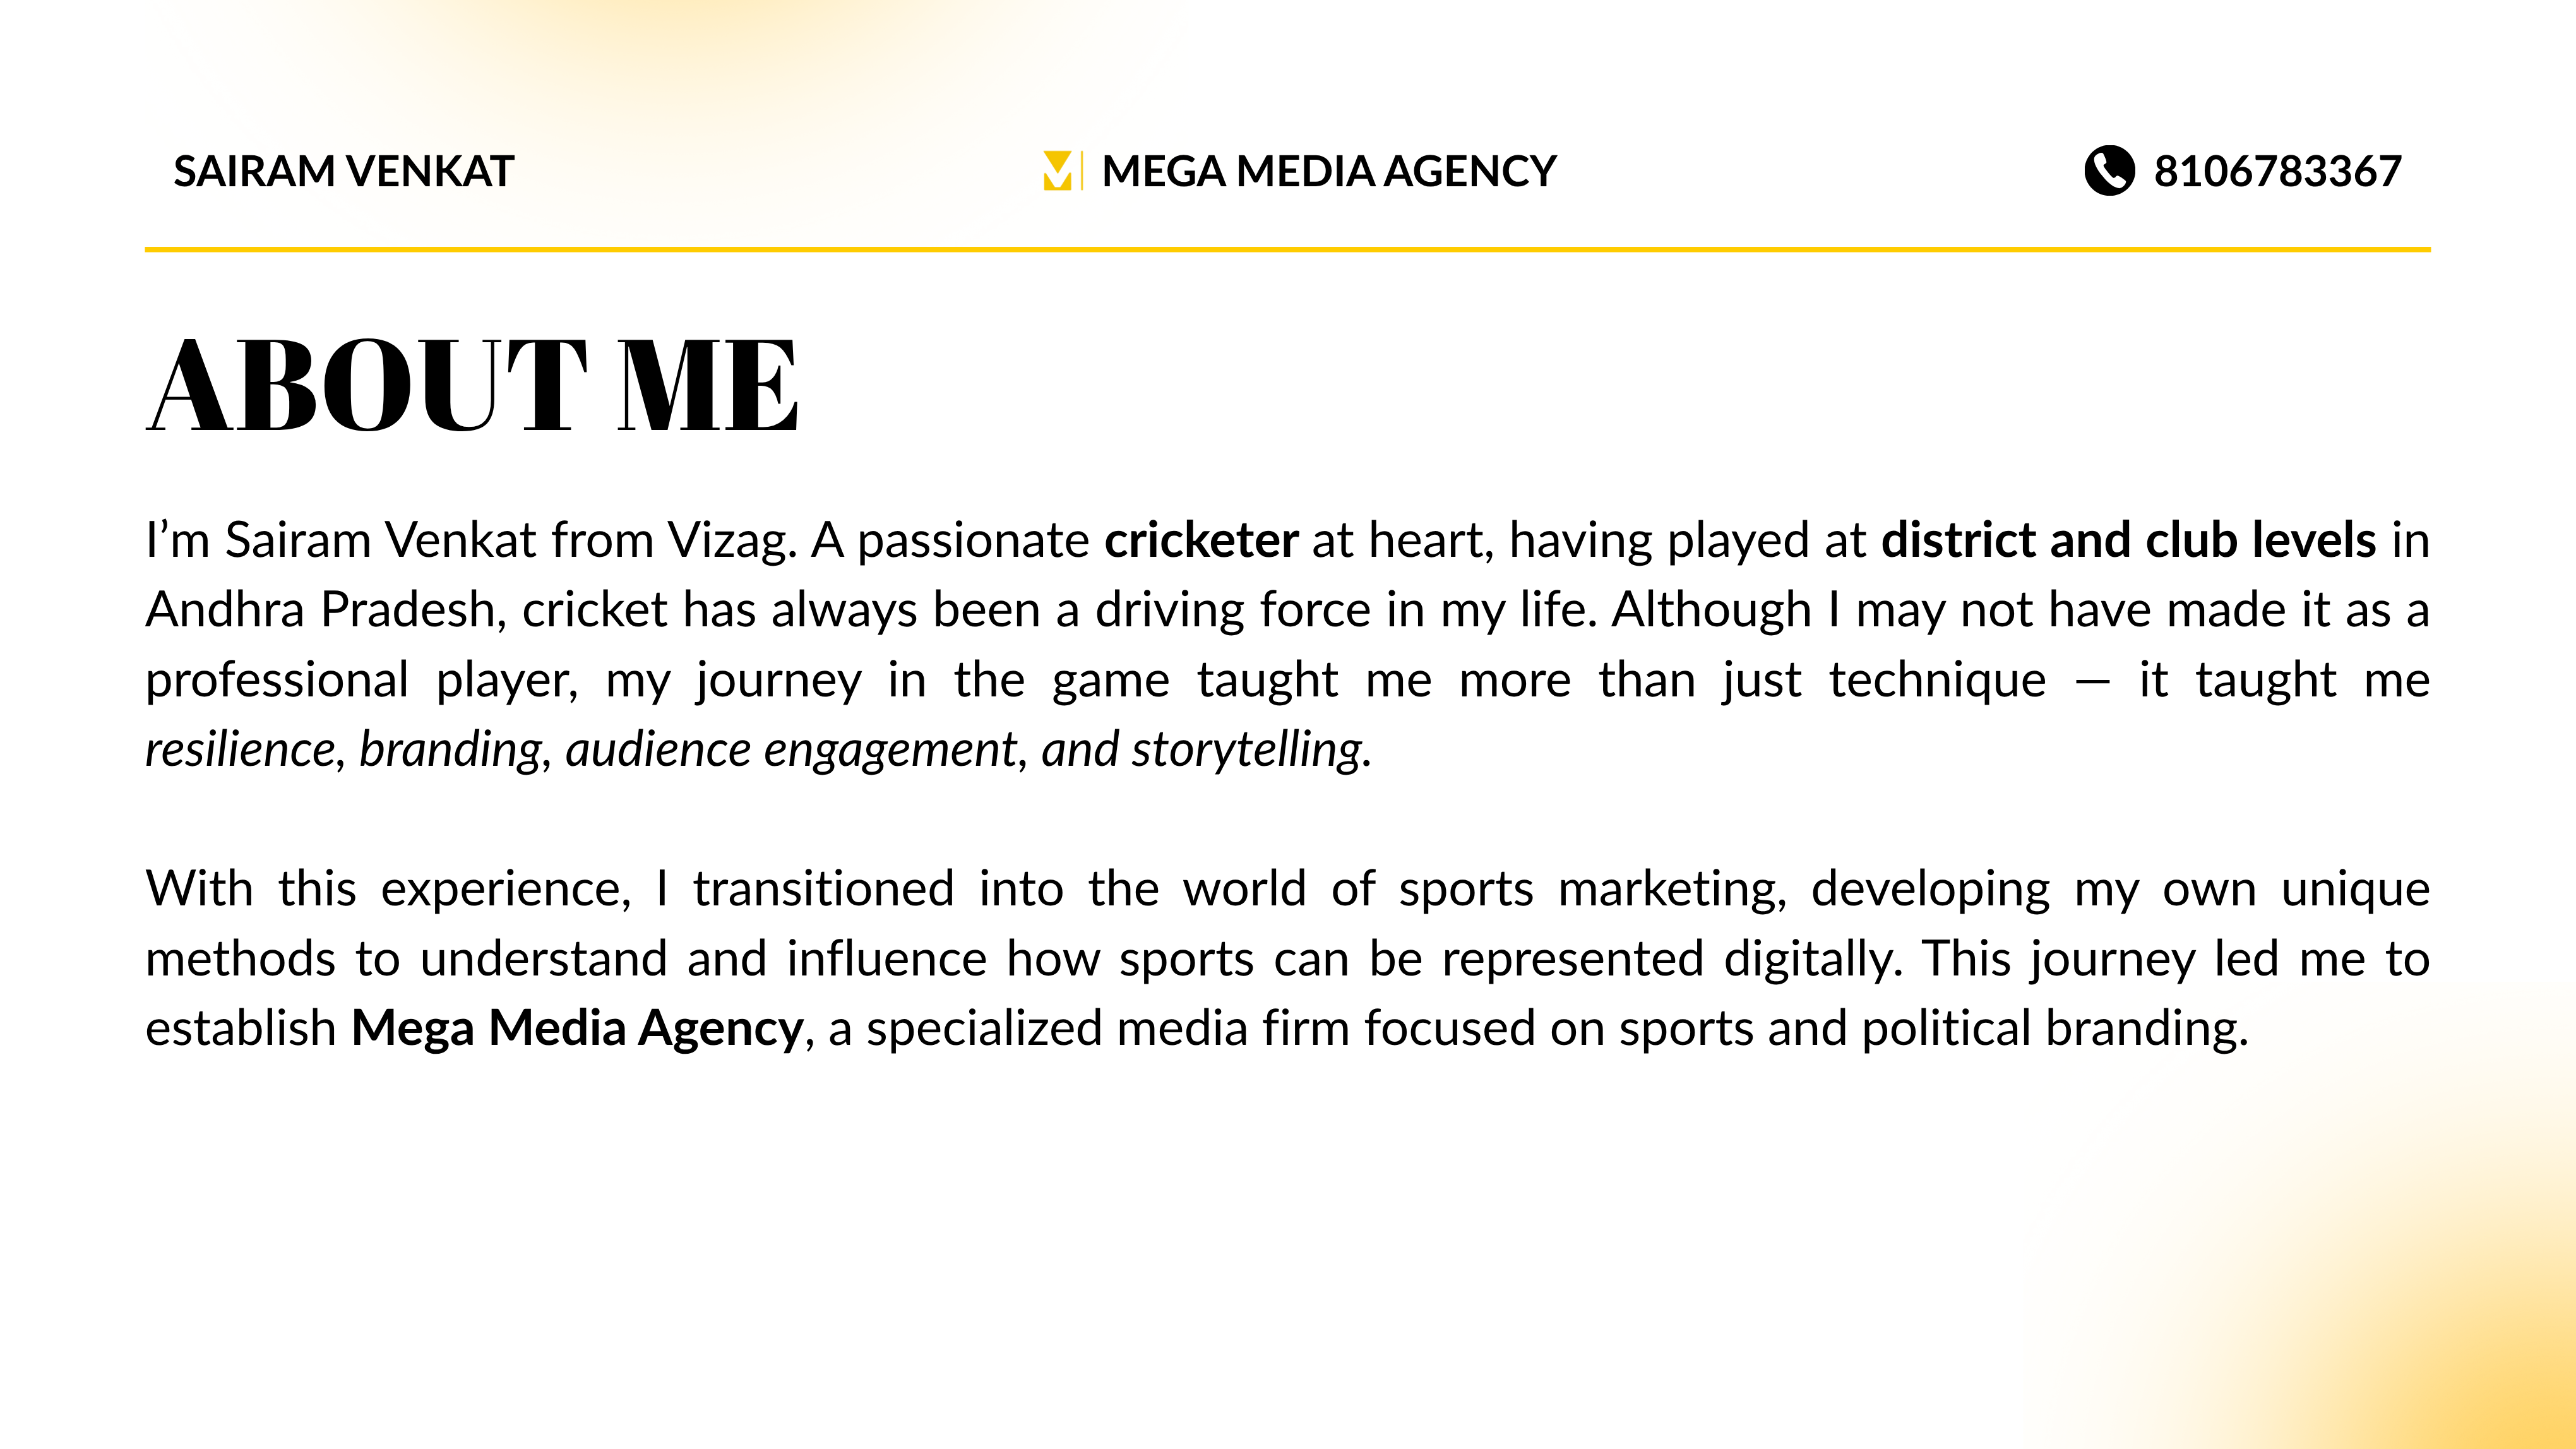 SAIRAM VENKAT
MEGA MEDIA AGENCY
8106783367
ABOUT ME
I’m Sairam Venkat from Vizag. A passionate cricketer at heart, having played at district and club levels in
Andhra Pradesh, cricket has always been a driving force in my life. Although I may not have made it as a
professional player, my journey in the game taught me more than just technique — it taught me
resilience, branding, audience engagement, and storytelling.
With this experience, I transitioned into the world of sports marketing, developing my own unique
methods to understand and influence how sports can be represented digitally. This journey led me to
establish Mega Media Agency, a specialized media firm focused on sports and political branding.